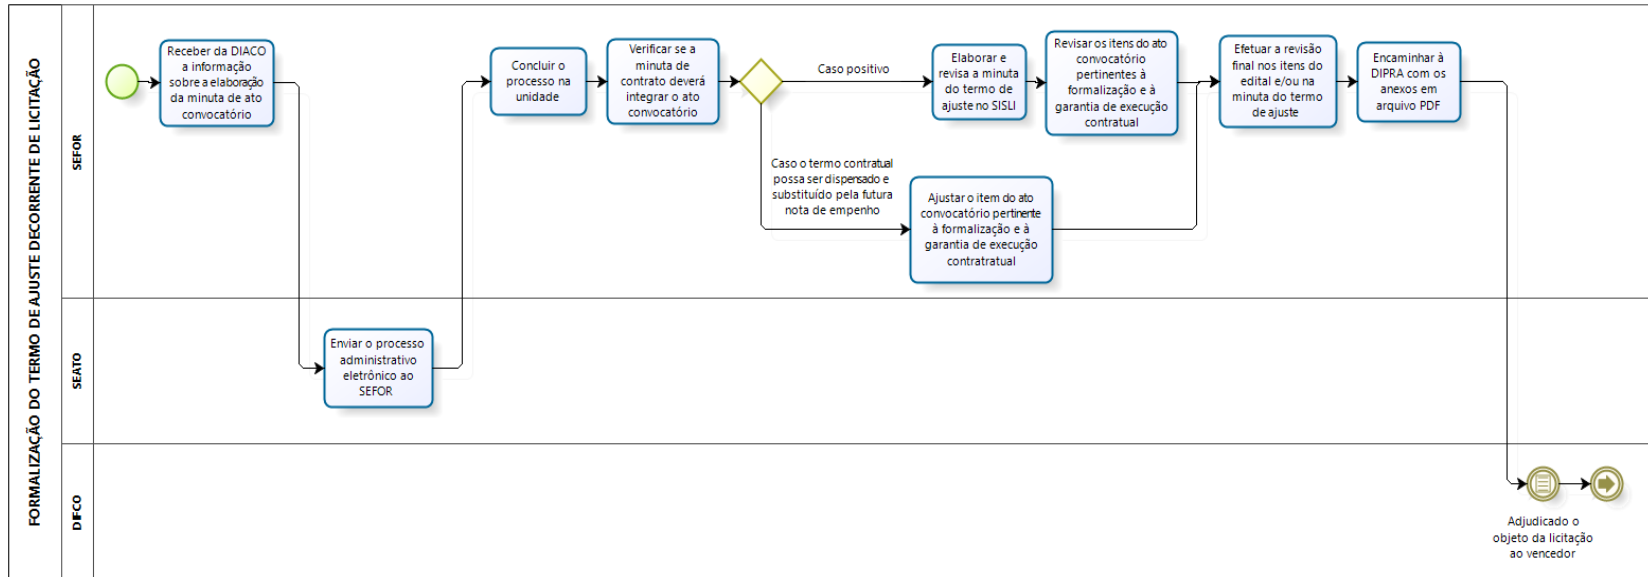 FORMALIZAÇÃO DO TERMO DE AJUSTE DECORRENTE DE LICITAÇÃO
SEFOR
Receber da DIACO
a informação
sobre a elaboração
da minuta de ato
convocatório
Concluir o
processo na
unidade
Verificar se a
minuta de
contrato deverá
integrar o ato
convocatório
Caso positivo
Elaborar e
revisa a minuta
do termo de
ajuste no SISLI
Revisar os itens do ato
convocatório
pertinentes à
formalização e à
garantia de execução
contratual
Efetuar a revisão
final nos itens do
edital e/ou na
minuta do termo
de ajuste
Encaminhar à
DIPRA com os
anexos em
arquivo PDF
Caso o termo contratual
possa ser dispensado e
substituído pela futura
nota de empenho
Ajustar o item do ato
convocatório pertinente
à formalização e à
garantia de execução
contratratual
SEATO
Enviar o processo
administrativo
eletrônico ao
SEFOR
DIFCO
Adjudicado o
objeto da licitação
ao vencedor